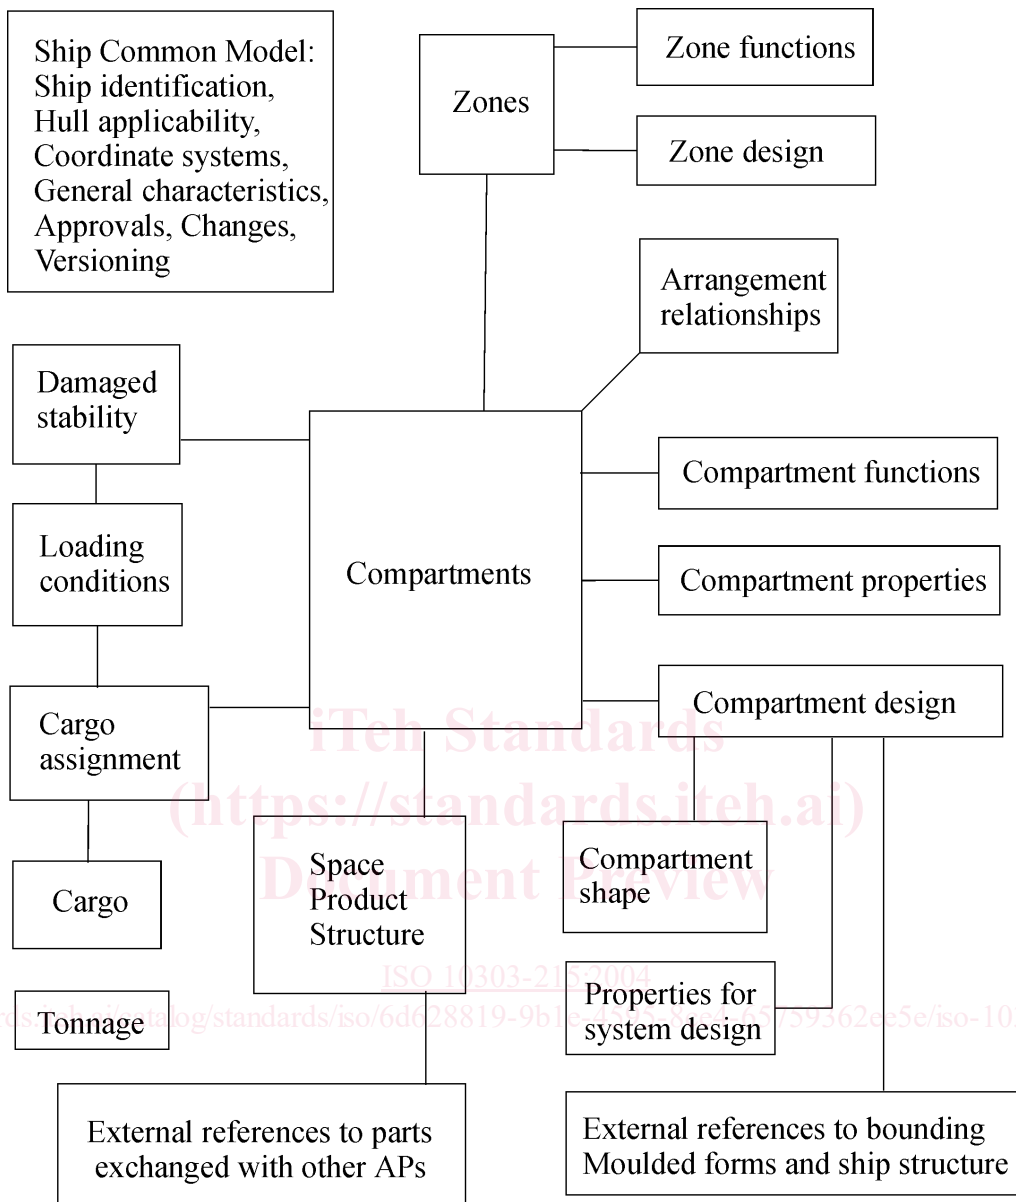 Ship Common Model:
Ship identification,
Hull applicability,
Coordinate systems,
General characteristics,
Approvals, Changes,
Versioning
Zones
Zone functions
Zone design
Arrangement
relationships
Damaged
stability
Loading
conditions
Cargo
assignment
Cargo
Tonnage
Compartments
Compartment functions
Compartment properties
Compartment design
Space
Product
Structure
Compartment
shape
Properties for
system design
External references to parts
exchanged with other APs
External references to bounding
Moulded forms and ship structure
iTeh Standards
(https://standards.iteh.ai)
Document Preview
ISO 10303-215:2004